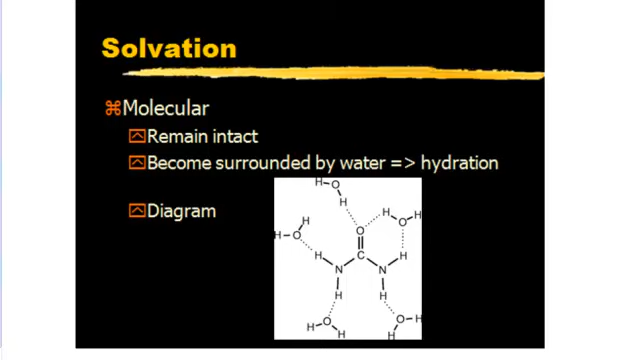 Solvation
Molecular
Remain intact
Become surrounded by water => hydration
Diagram
H-O
H
H H
O
O
H
H-O
H C H
N N
H H
O O-H
H H H